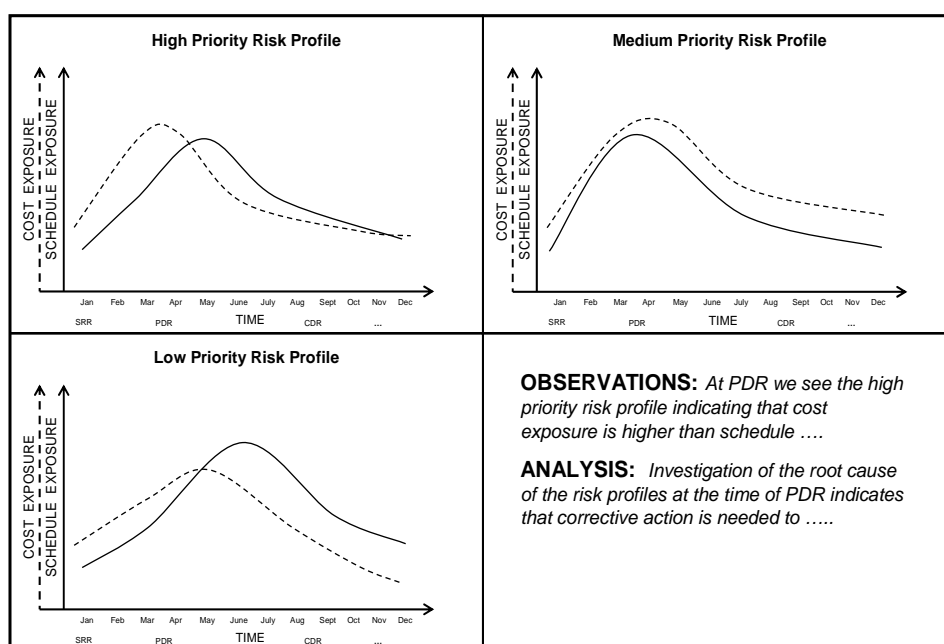 High Priority Risk Profile
COST EXPOSURE
SCHEDULE EXPOSURE
Jan Feb Mar Apr May June July Aug Sept Oct Nov Dec
SRR PDR TIME CDR ...
Medium Priority Risk Profile
COST EXPOSURE
SCHEDULE EXPOSURE
Jan Feb Mar Apr May June July Aug Sept Oct Nov Dec
SRR PDR TIME CDR ...
Low Priority Risk Profile
COST EXPOSURE
SCHEDULE EXPOSURE
Jan Feb Mar Apr May June July Aug Sept Oct Nov Dec
SRR PDR TIME CDR ...
OBSERVATIONS: At PDR we see the high
priority risk profile indicating that cost
exposure is higher than schedule ….
ANALYSIS: Investigation of the root cause
of the risk profiles at the time of PDR indicates
that corrective action is needed to …..